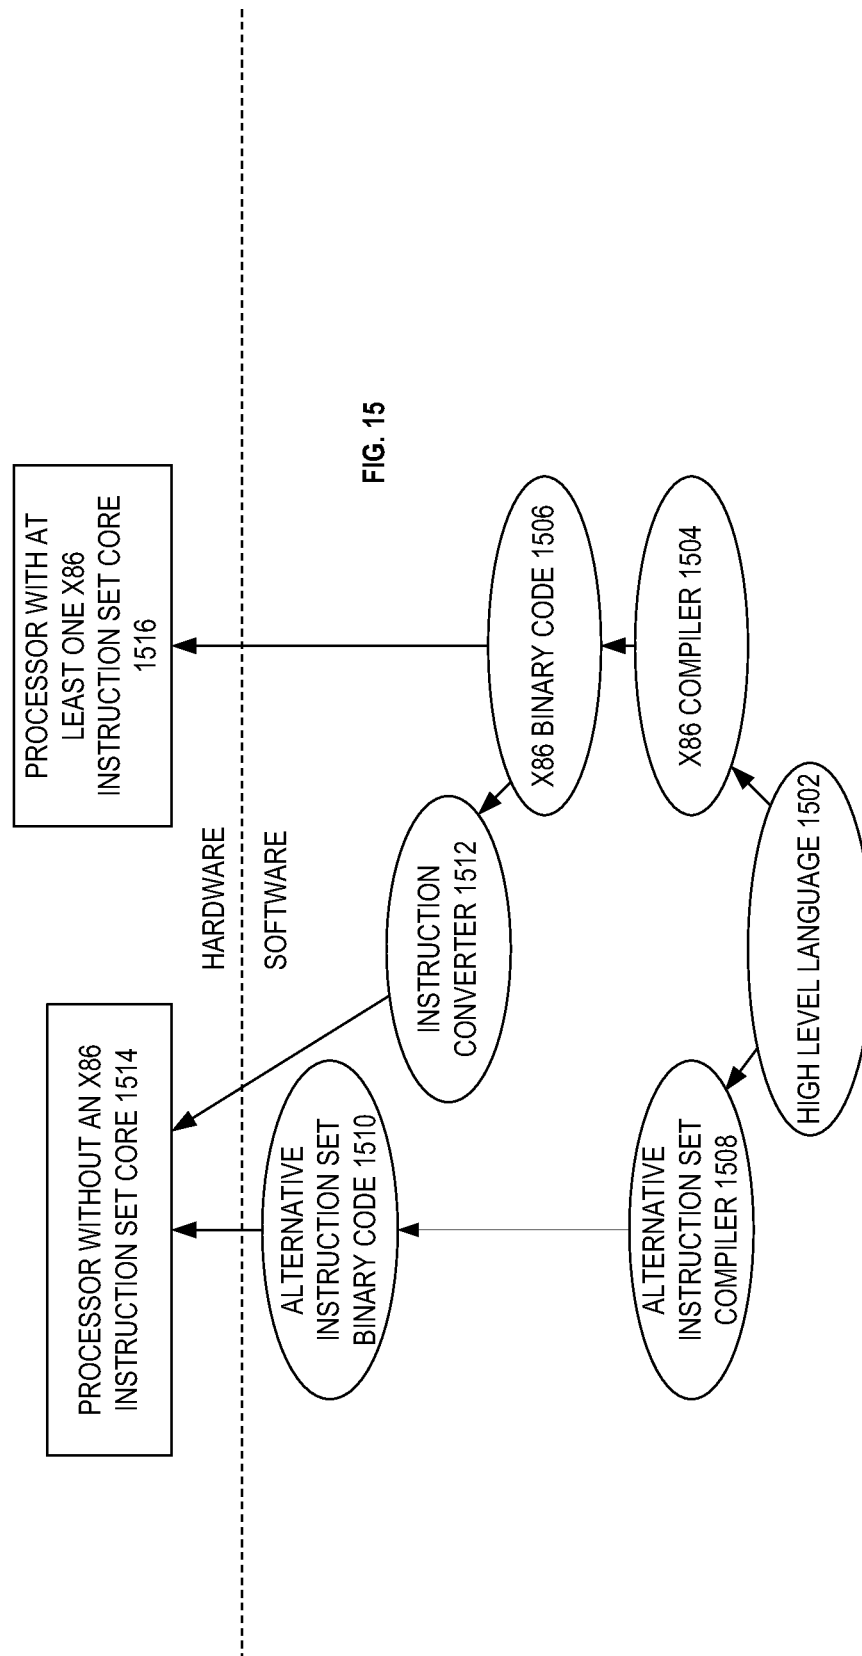 PROCESSOR WITHOUT AN X86
INSTRUCTION SET CORE 1514
PROCESSOR WITH AT
LEAST ONE X86
INSTRUCTION SET CORE
1516
HARDWARE
SOFTWARE
ALTERNATIVE
INSTRUCTION SET
BINARY CODE 1510
INSTRUCTION
CONVERTER 1512
FIG. 15
X86 BINARY CODE 1506
ALTERNATIVE
INSTRUCTION SET
COMPILER 1508
X86 COMPILER 1504
HIGH LEVEL LANGUAGE 1502